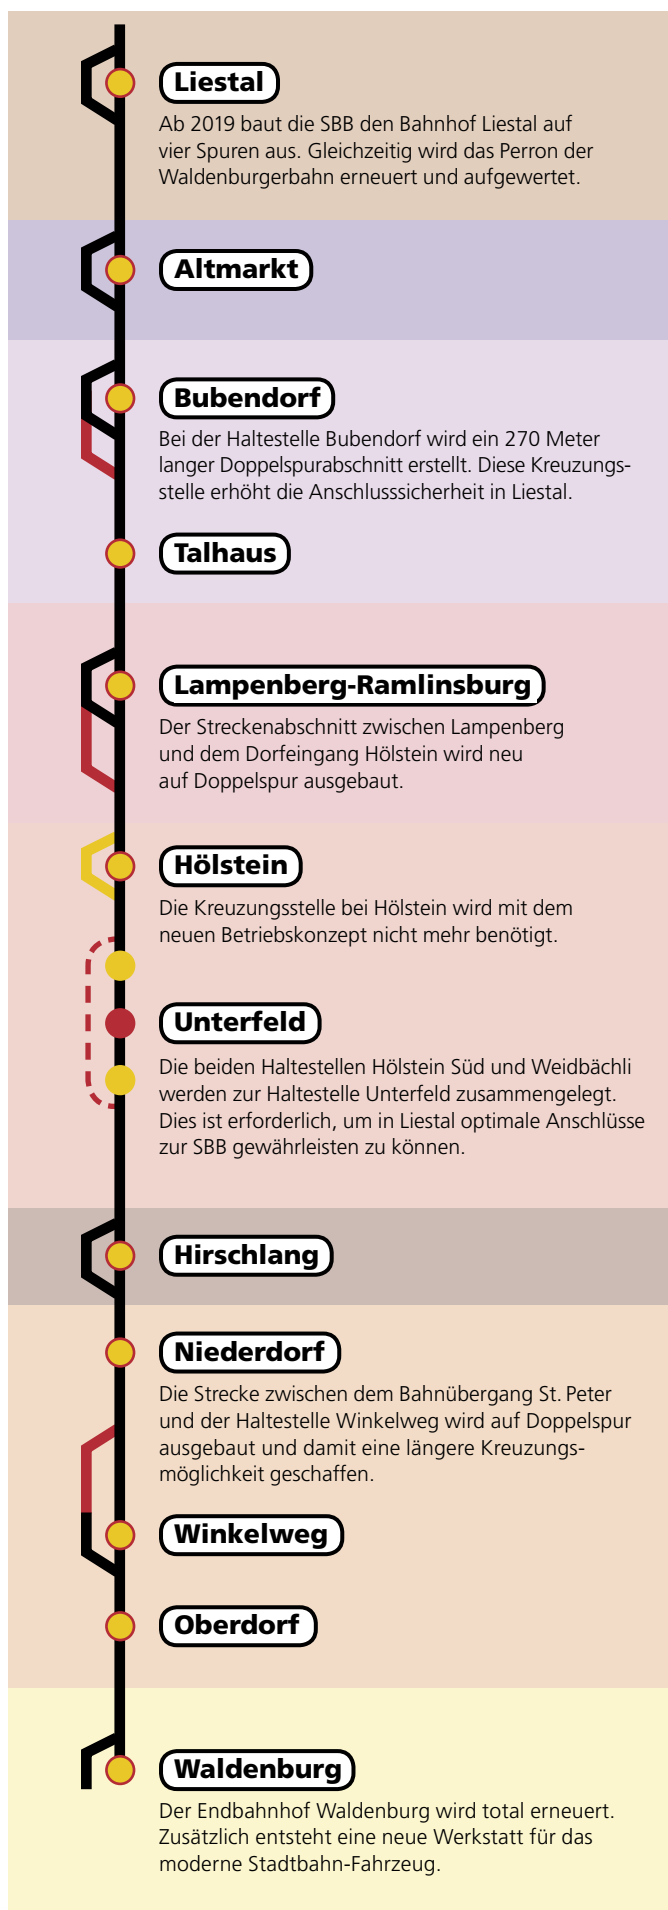 Liestal
Ab 2019 baut die SBB den Bahnhof Liestal auf
vier Spuren aus. Gleichzeitig wird das Perron der
Waldenburgerbahn erneuert und aufgewertet.
Altmarkt
Bubendorf
Bei der Haltestelle Bubendorf wird ein 270 Meter
langer Doppelspurabschnitt erstellt. Diese Kreuzungs-
stelle erhöht die Anschlusssicherheit in Liestal.
Talhaus
Lampenberg-Ramlinsburg
Der Streckenabschnitt zwischen Lampenberg
und dem Dorfeingang Hölstein wird neu
auf Doppelspur ausgebaut.
Hölstein
Die Kreuzungsstelle bei Hölstein wird mit dem
neuen Betriebskonzept nicht mehr benötigt.
Unterfeld
Die beiden Haltestellen Hölstein Süd und Weidbächli
werden zur Haltestelle Unterfeld zusammengelegt.
Dies ist erforderlich, um in Liestal optimale Anschlüsse
zur SBB gewährleisten zu können.
Hirschlang
Niederdorf
Die Strecke zwischen dem Bahnübergang St. Peter
und der Haltestelle Winkelweg wird auf Doppelspur
ausgebaut und damit eine längere Kreuzungs-
möglichkeit geschaffen.
Winkelweg
Oberdorf
Waldenburg
Der Endbahnhof Waldenburg wird total erneuert.
Zusätzlich entsteht eine neue Werkstatt für das
moderne Stadtbahn-Fahrzeug.